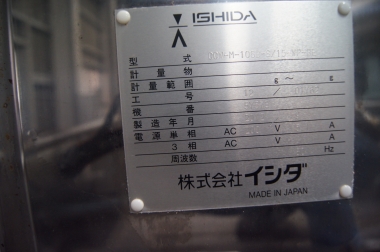 ISHIDA
型 式
計 量 物
計 量 範 囲 g ～ g
工 号 /
機 番
製 造 年 月
電 源 単 相 AC V A
3 相 AC V A
周 波 数 Hz
株式会社イシダ
MADE IN JAPAN